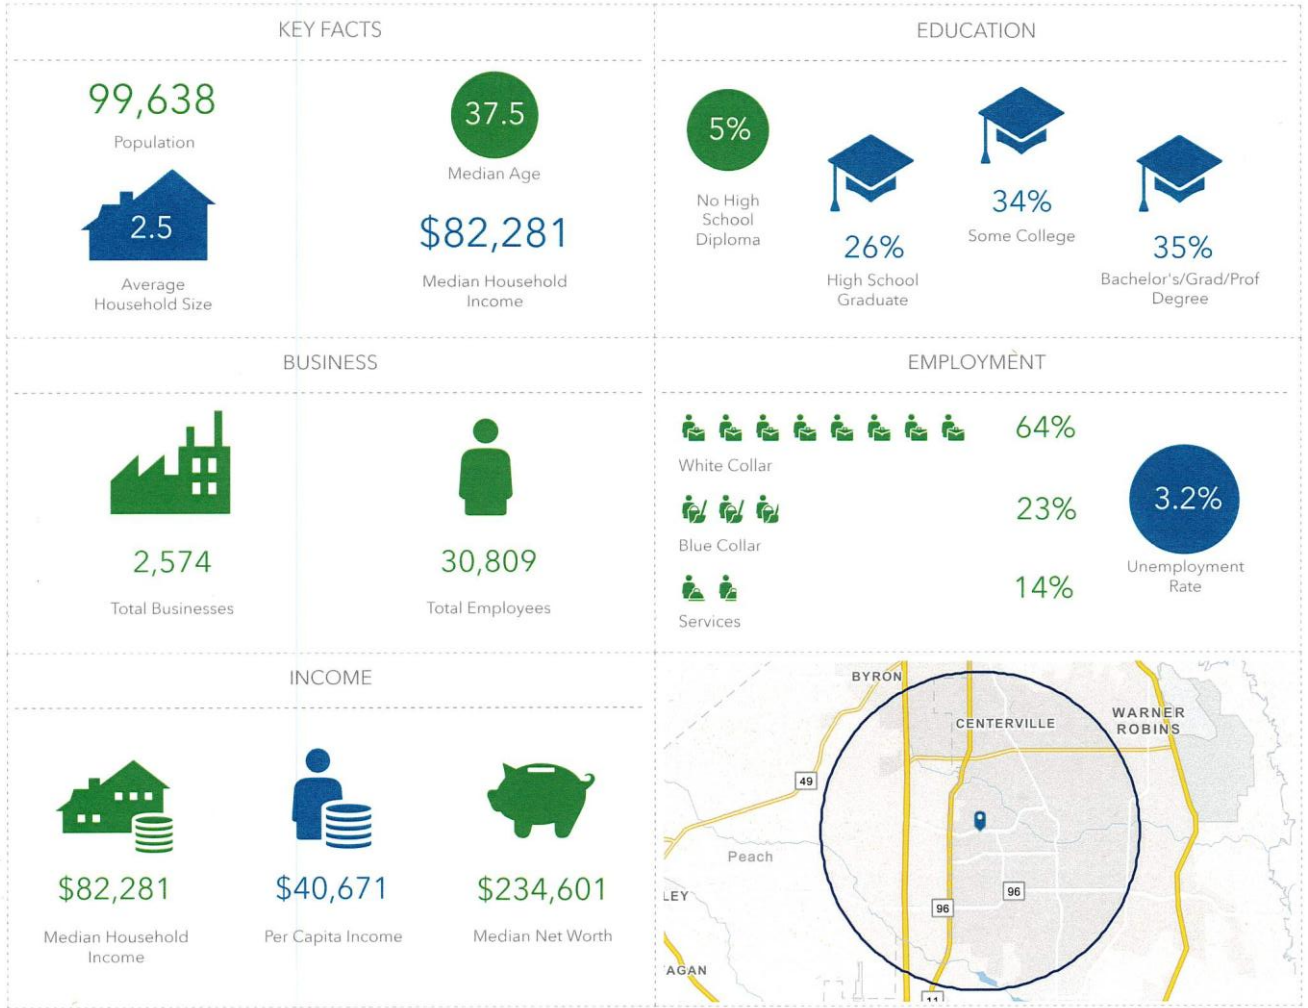 KEY FACTS
99,638
Population
37.5
Median Age
2.5
Average
Household Size
$82,281
Median Household
Income
EDUCATION
5%
No High
School
Diploma
26%
High School
Graduate
34%
Some College
35%
Bachelor's/Grad/Prof
Degree
BUSINESS
2,574
Total Businesses
30,809
Total Employees
EMPLOYMENT
64%
White Collar
23%
Blue Collar
14%
Services
3.2%
Unemployment
Rate
INCOME
$82,281
Median Household
Income
$40,671
Per Capita Income
$234,601
Median Net Worth
BYRON
CENTERVILLE
WARNER
ROBINS
49
Peach
LEY
96
96
AGAN
11